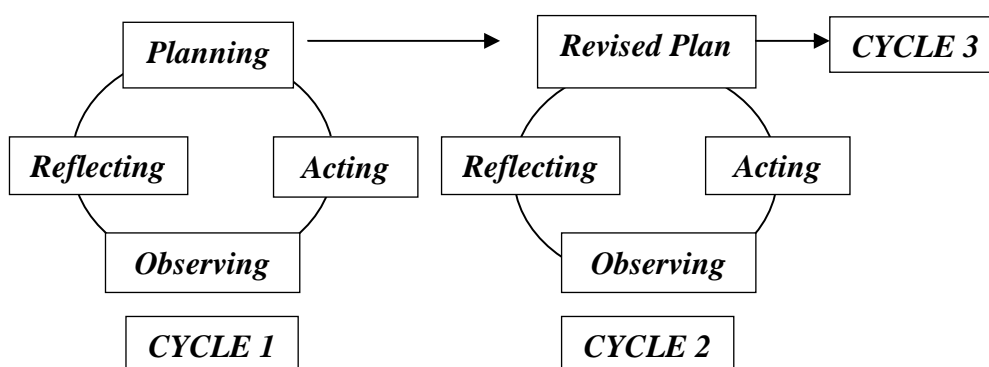 Planning
Revised Plan
CYCLE 3
Reflecting
Acting
Reflecting
Acting
Observing
Observing
CYCLE 1
CYCLE 2